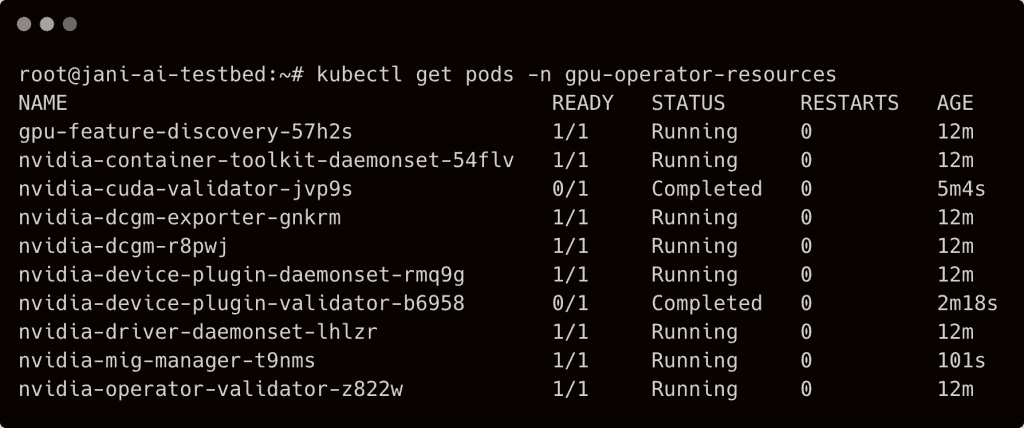 root@jani-ai-testbed:~# kubectl get pods -n gpu-operator-resources
NAME READY STATUS RESTARTS AGE
gpu-feature-discovery-57h2s 1/1 Running 0 12m
nvidia-container-toolkit-daemonset-54flv 1/1 Running 0 12m
nvidia-cuda-validator-jvp9s 0/1 Completed 0 5m4s
nvidia-dcgm-exporter-gnkrm 1/1 Running 0 12m
nvidia-dcgm-r8pwj 1/1 Running 0 12m
nvidia-device-plugin-daemonset-rmq9g 1/1 Running 0 12m
nvidia-device-plugin-validator-b6958 0/1 Completed 0 2m18s
nvidia-driver-daemonset-lhlzr 1/1 Running 0 12m
nvidia-mig-manager-t9nms 1/1 Running 0 101s
nvidia-operator-validator-z822w 1/1 Running 0 12m